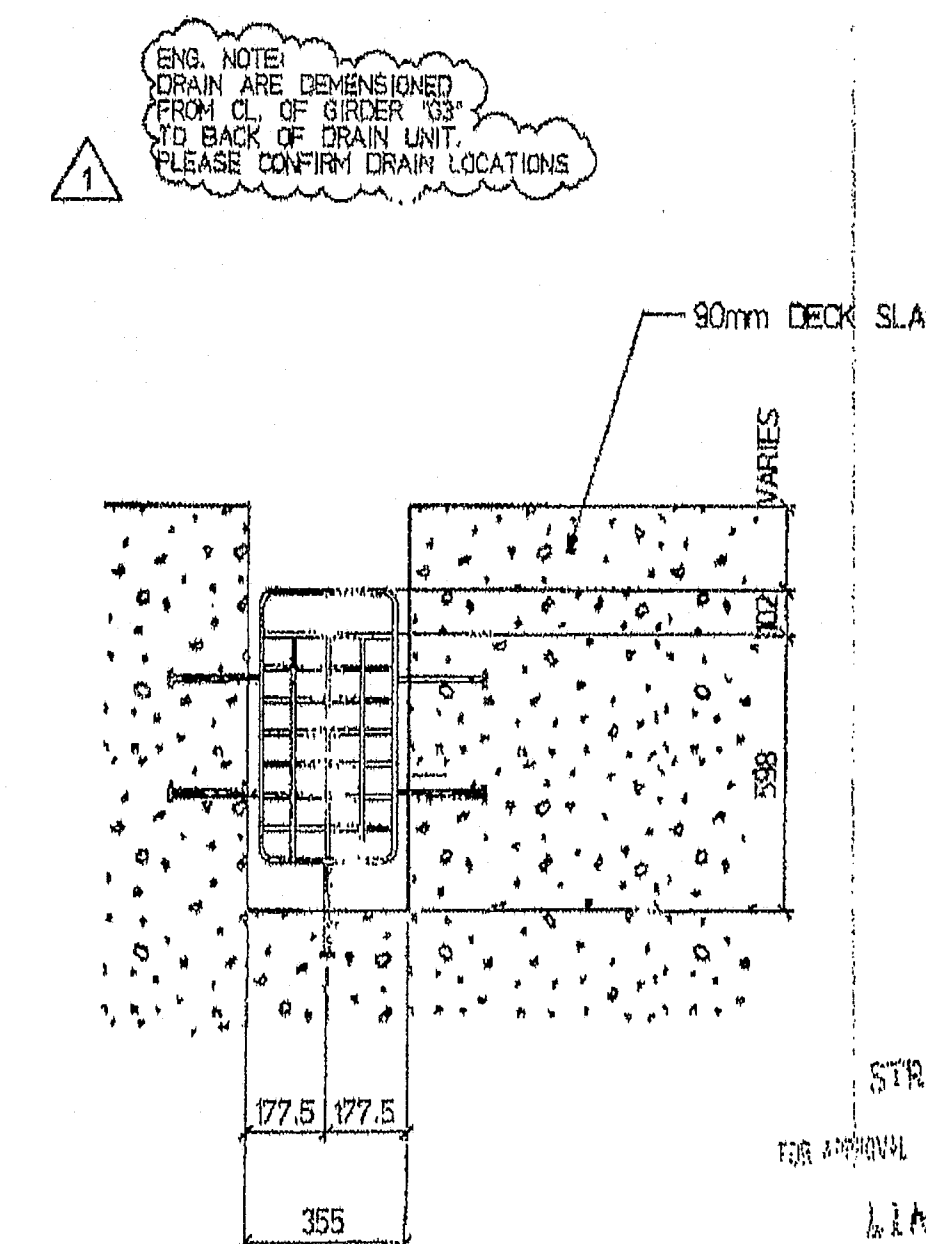 ENG. NOTE:
DRAIN ARE DEMENSIONED
FROM CL. OF GIRDER "G3"
TO BACK OF DRAIN UNIT.
PLEASE CONFIRM DRAIN LOCATIONS
1
90mm DECK SLA
VARIES
102
598
177.5 177.5
355
STR
FOR APPROVAL